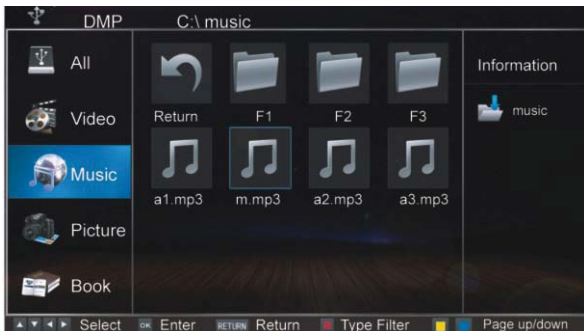 DMP C:\ music
All
Video
Music
Picture
Book
Return F1 F2 F3
a1.mp3 m.mp3 a2.mp3 a3.mp3
Information
music
Select OK Enter RETURN Return Type Filter Page up/down